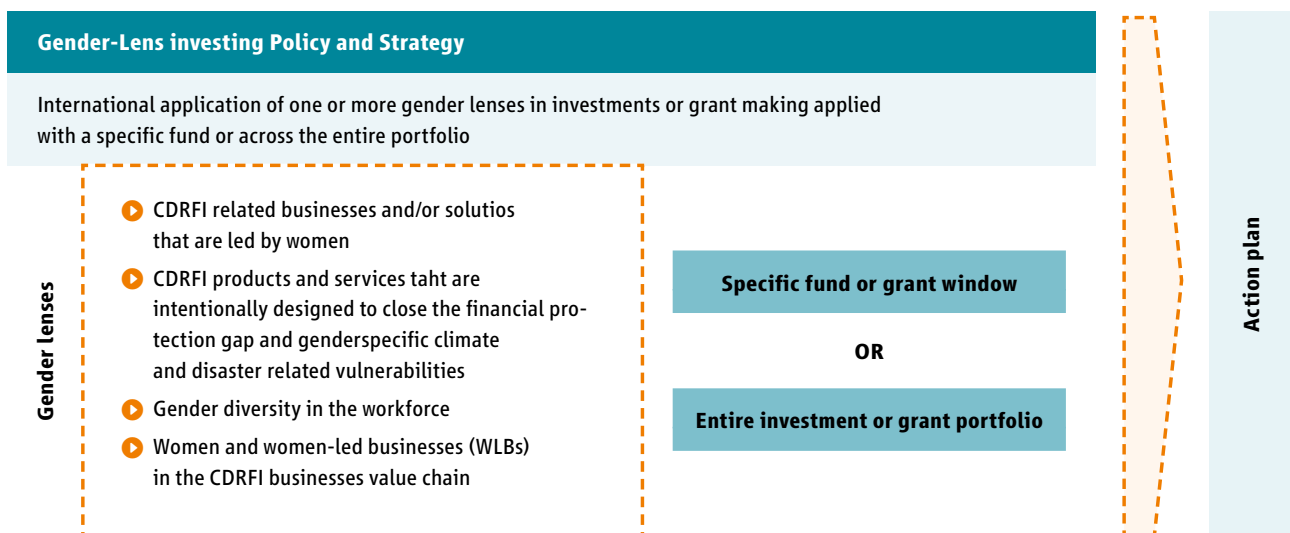 Gender-Lens investing Policy and Strategy
International application of one or more gender lenses in investments or grant making applied
with a specific fund or across the entire portfolio
Gender lenses
CDRFI related businesses and/or solutios
that are led by women
CDRFI products and services taht are
intentionally designed to close the financial pro-
tection gap and genderspecific climate
and disaster related vulnerabilities
Gender diversity in the workforce
Women and women-led businesses (WLBs)
in the CDRFI businesses value chain
Specific fund or grant window
OR
Entire investment or grant portfolio
Action plan